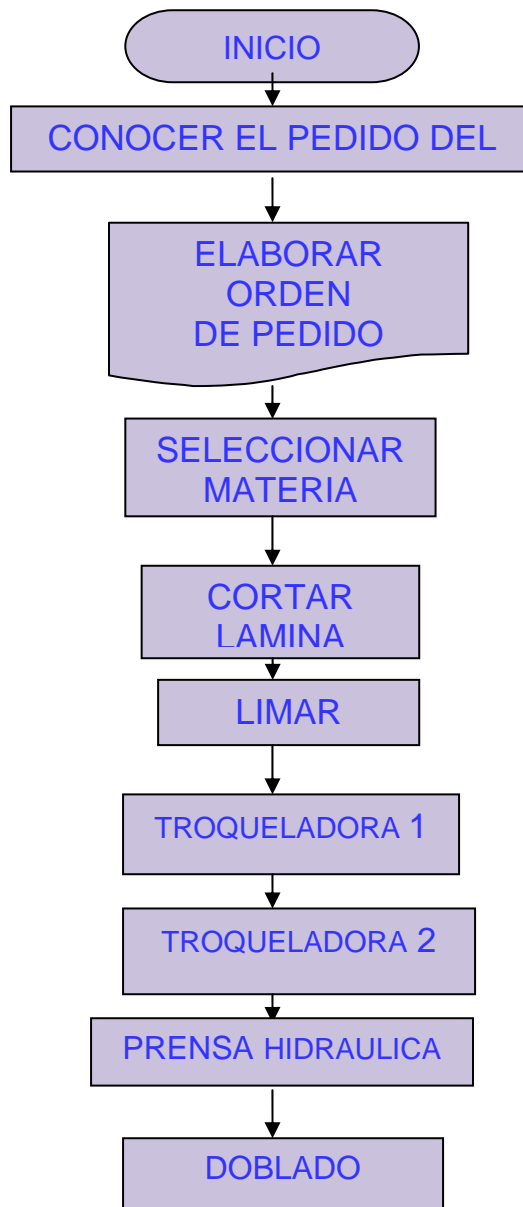 INICIO
CONOCER EL PEDIDO DEL
ELABORAR
ORDEN
DE PEDIDO
SELECCIONAR
MATERIA
CORTAR
LAMINA
LIMAR
TROQUELADORA 1
TROQUELADORA 2
PRENSA HIDRAULICA
DOBLADO